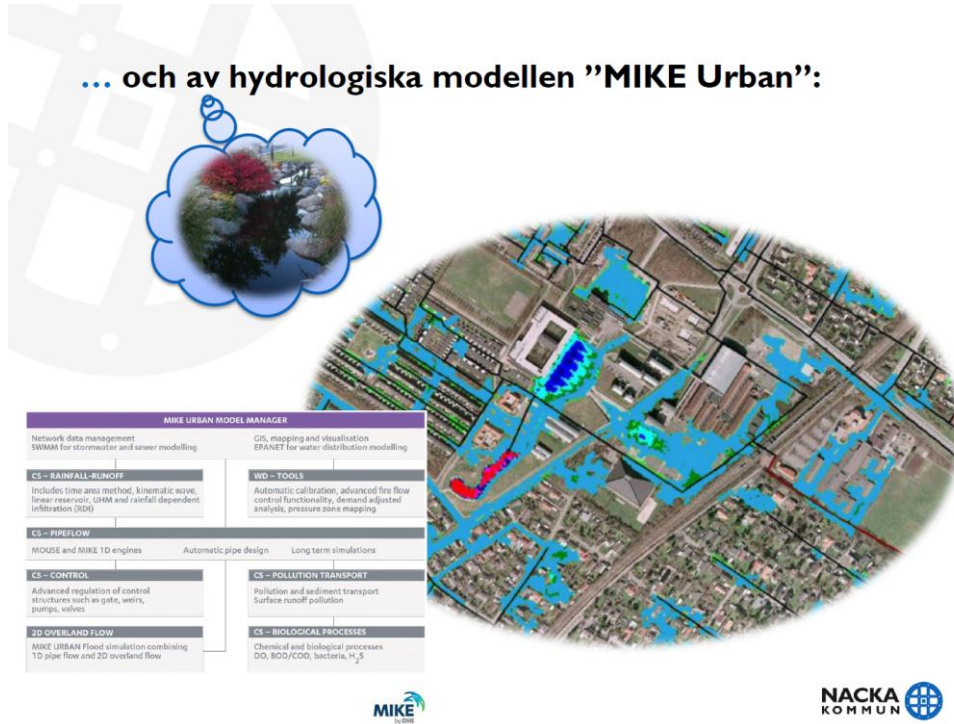 ... och av hydrologiska modellen ”MIKE Urban”:
MIKE URBAN MODEL MANAGER
Network data management
SWMM for stormwater and sewer modelling
GIS, mapping and visualisation
EPANET for water distribution modelling
CS – RAINFALL-RUNOFF
Includes time area method, kinematic wave,
linear reservoir, UHM and rainfall dependent
infiltration (RDI)
WD – TOOLS
Automatic calibration, advanced fire flow
control functionality, demand adjusted
analysis, pressure zone mapping
CS – PIPEFLOW
MOUSE and MIKE 1D engines
Automatic pipe design
Long term simulations
CS – CONTROL
Advanced regulation of control
structures such as gate, weirs,
pumps, valves
CS – POLLUTION TRANSPORT
Pollution and sediment transport
Surface runoff pollution
2D OVERLAND FLOW
MIKE URBAN Flood simulation combining
1D pipe flow and 2D overland flow
CS – BIOLOGICAL PROCESSES
Chemical and biological processes
DO, BOD/COD, bacteria, H₂S
MIKE
by DHI
NACKA
KOMMUN